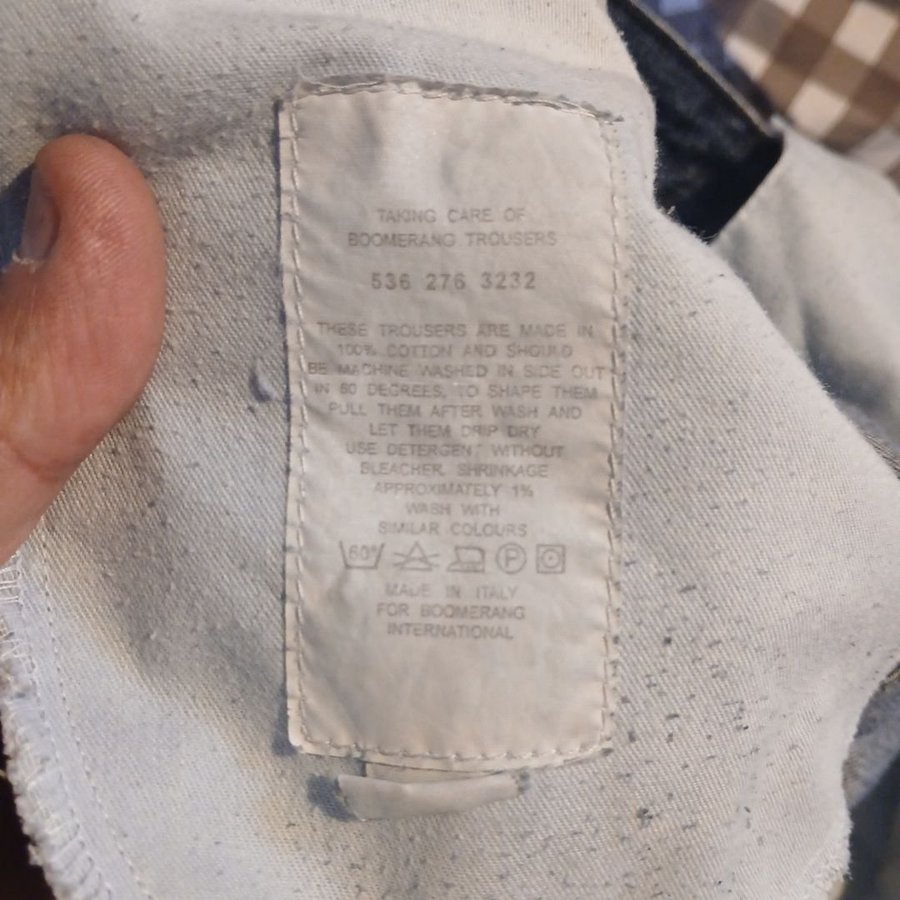 TAKING CARE OF
BOOMERANG TROUSERS
536 276 3232
THESE TROUSERS ARE MADE IN
100% COTTON AND SHOULD
BE MACHINE WASHED IN SIDE OUT
IN 60 DEGREES, TO SHAPE THEM
PULL THEM AFTER WASH AND
LET THEM DRIP DRY
USE DETERGENT WITHOUT
BLEACHER, SHRINKAGE
APPROXIMATELY 1%
WASH WITH
SIMILAR COLOURS
60° P
MADE IN ITALY
FOR BOOMERANG
INTERNATIONAL